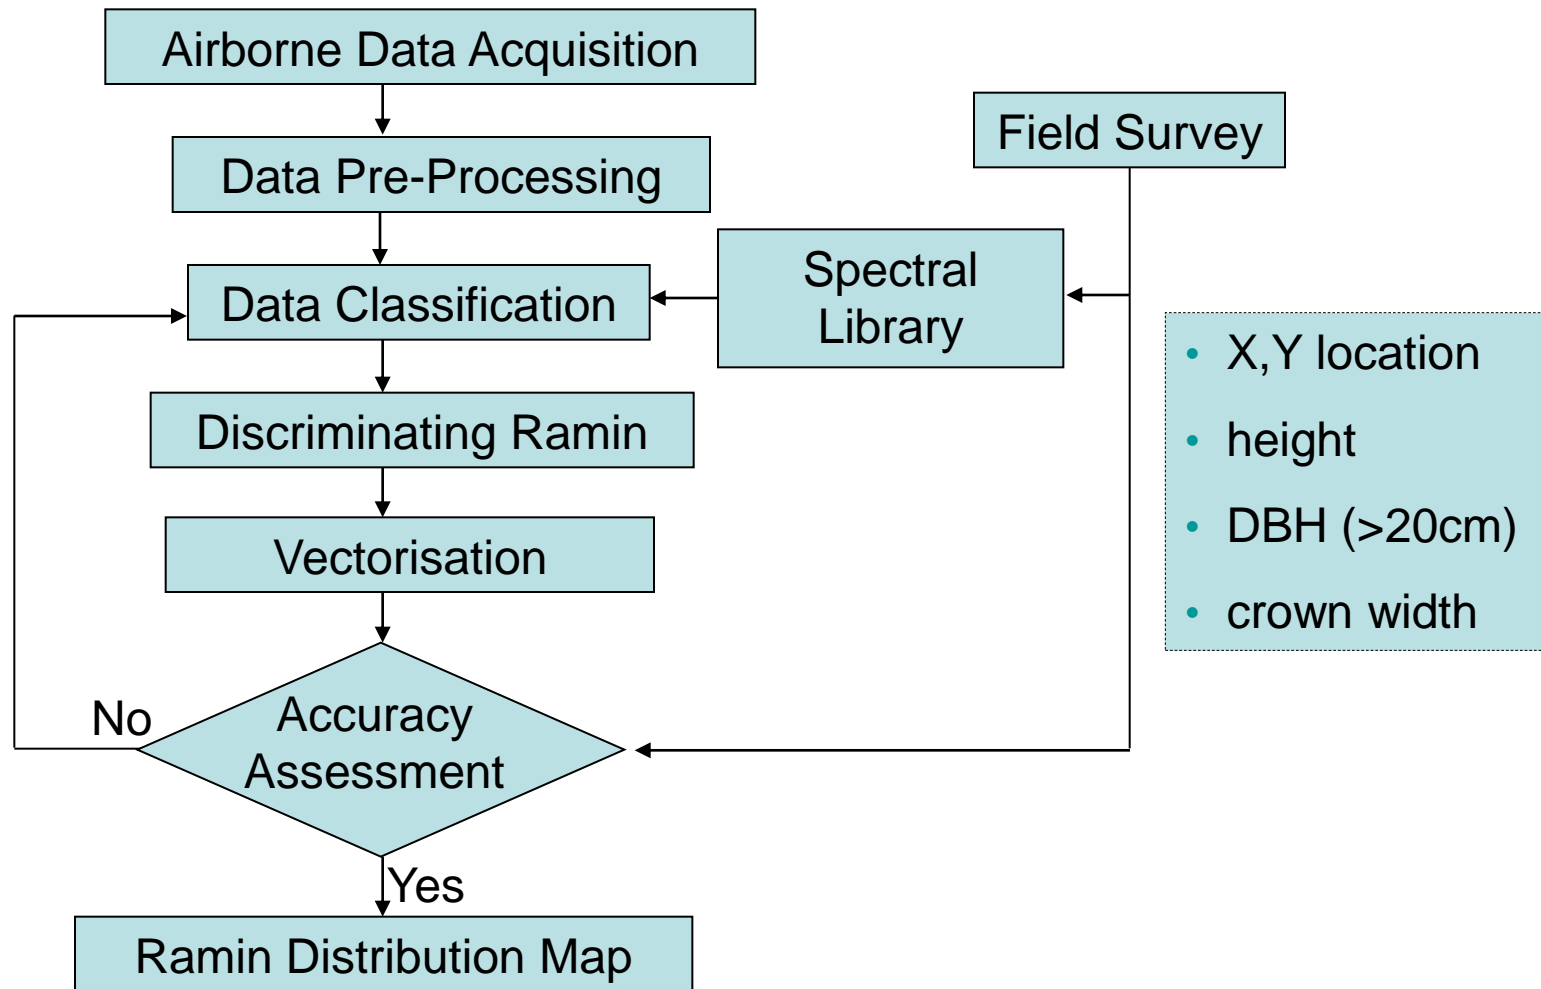 Airborne Data Acquisition
Field Survey
Data Pre-Processing
Spectral
Library
Data Classification
• X,Y location
• height
• DBH (>20cm)
• crown width
Discriminating Ramin
Vectorisation
No
Accuracy
Assessment
Yes
Ramin Distribution Map